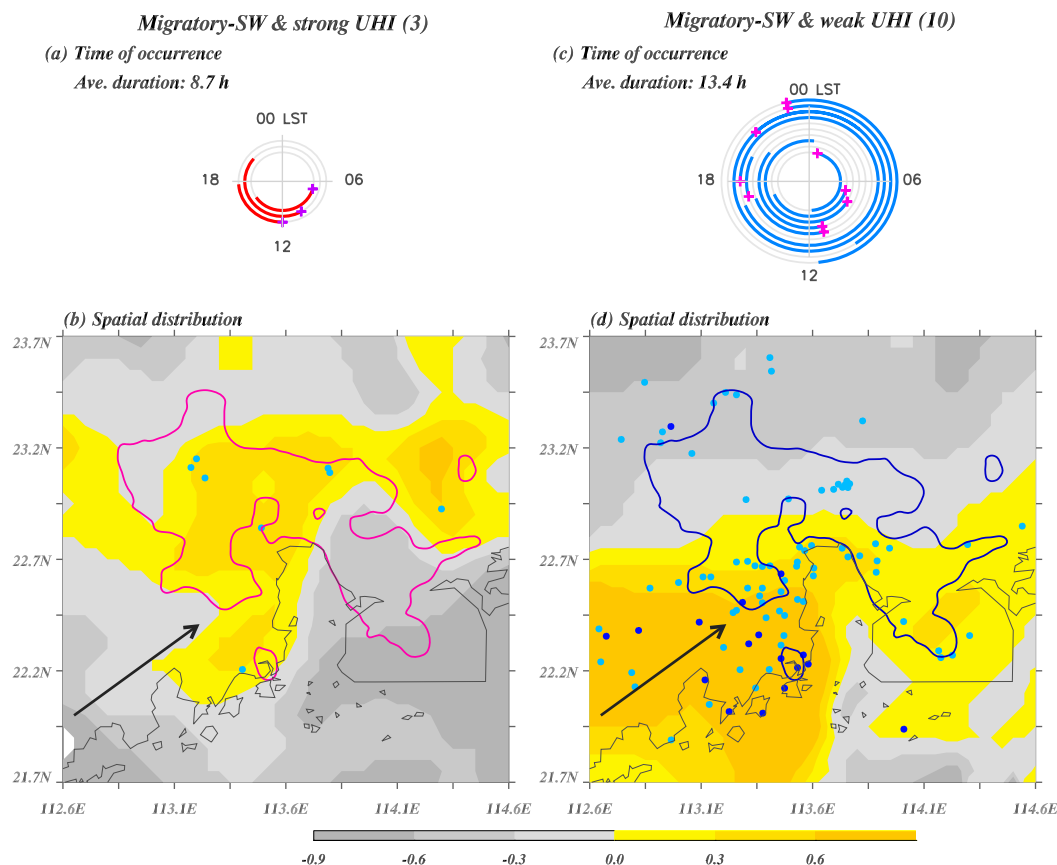 Migratory-SW & strong UHI (3)
Migratory-SW & weak UHI (10)
(a) Time of occurrence
Ave. duration: 8.7 h
(c) Time of occurrence
Ave. duration: 13.4 h
00 LST
18
06
12
00 LST
18
06
12
(b) Spatial distribution
(d) Spatial distribution
23.7N
23.2N
22.7N
22.2N
21.7N
112.6E
113.1E
113.6E
114.1E
114.6E
23.7N
23.2N
22.7N
22.2N
21.7N
112.6E
113.1E
113.6E
114.1E
114.6E
-0.9
-0.6
-0.3
0.0
0.3
0.6